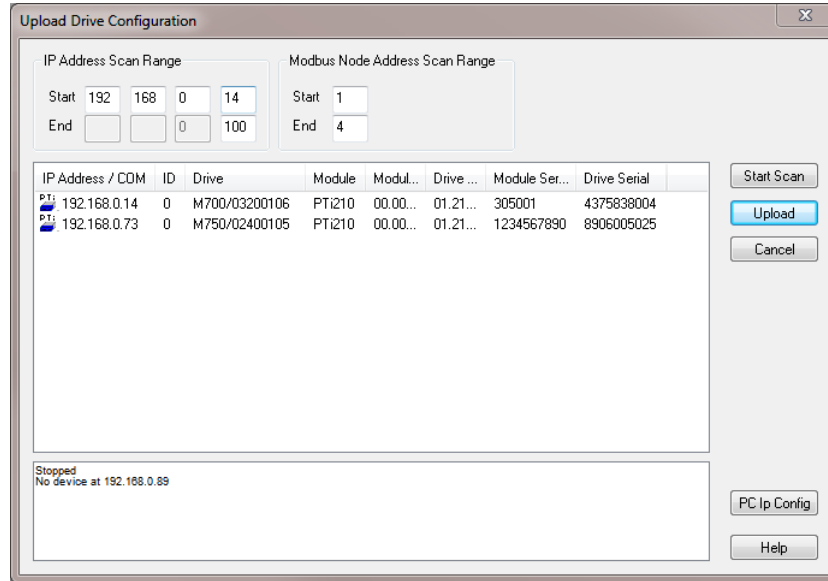 Upload Drive Configuration
IP Address Scan Range
Start 192 168 0 14
End 0 100
Modbus Node Address Scan Range
Start 1
End 4
IP Address / COM ID Drive Module Modul... Drive ... Module Ser... Drive Serial
PTi 192.168.0.14 0 M700/03200106 PTi210 00.00... 01.21... 305001 4375838004
PTi 192.168.0.73 0 M750/02400105 PTi210 00.00... 01.21... 1234567890 8906005025
Start Scan
Upload
Cancel
Stopped
No device at 192.168.0.89
PC Ip Config
Help